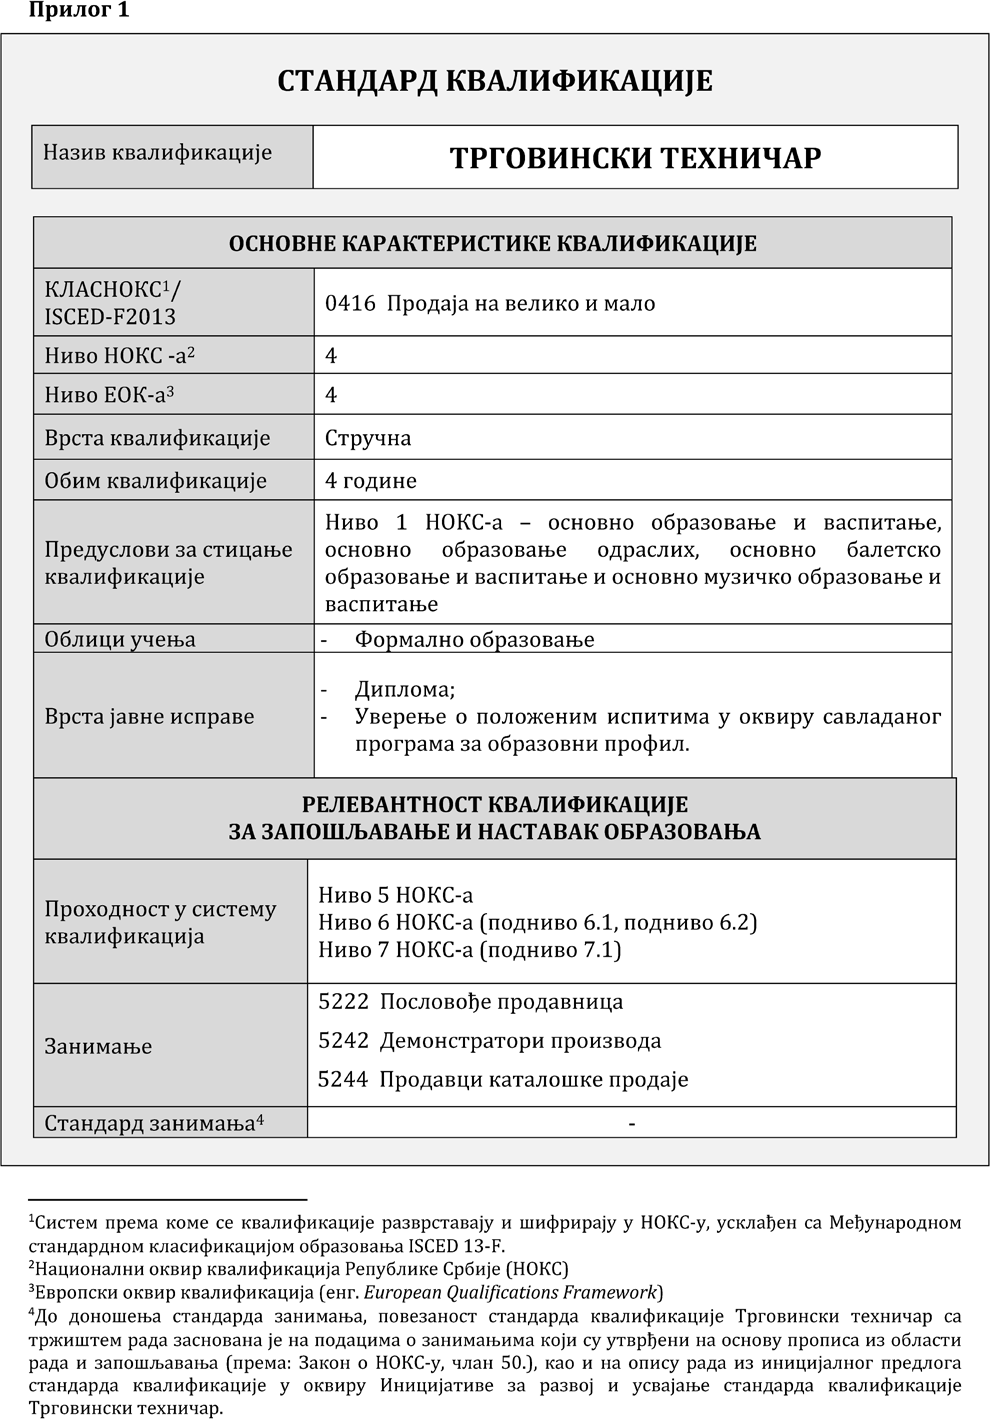 Прилог 1
СТАНДАРД КВАЛИФИКАЦИЈЕ
Назив квалификације
ТРГОВИНСКИ ТЕХНИЧАР
ОСНОВНЕ КАРАКТЕРИСТИКЕ КВАЛИФИКАЦИЈЕ
КЛАСНОКС¹/
ISCED-F2013
0416 Продаја на велико и мало
Ниво НОКС -а²
4
Ниво ЕОК-а³
4
Врста квалификације
Стручна
Обим квалификације
4 године
Предуслови за стицање
квалификације
Ниво 1 НОКС-а – основно образовање и васпитање,
основно образовање одраслих, основно балетско
образовање и васпитање и основно музичко образовање и
васпитање
Облици учења
- Формално образовање
Врста јавне исправе
- Диплома;
- Уверење о положеним испитима у оквиру савладаног
програма за образовни профил.
РЕЛЕВАНТНОСТ КВАЛИФИКАЦИЈЕ
ЗА ЗАПОШЉАВАЊЕ И НАСТАВАК ОБРАЗОВАЊА
Проходност у систему
квалификација
Ниво 5 НОКС-а
Ниво 6 НОКС-а (подниво 6.1, подниво 6.2)
Ниво 7 НОКС-а (подниво 7.1)
Занимање
5222 Пословође продавница
5242 Демонстратори производа
5244 Продавци каталошке продаје
Стандард занимања⁴
-
¹Систем према коме се квалификације разврставају и шифрирају у НОКС-у, усклађен са Међународном
стандардном класификацијом образовања ISCED 13-F.
²Национални оквир квалификација Републике Србије (НОКС)
³Европски оквир квалификација (енг. European Qualifications Framework)
⁴До доношења стандарда занимања, повезаност стандарда квалификације Трговински техничар са
тржиштем рада заснована је на подацима о занимањима који су утврђени на основу прописа из области
рада и запошљавања (према: Закон о НОКС-у, члан 50.), као и на опису рада из иницијалног предлога
стандарда квалификације у оквиру Иницијативе за развој и усвајање стандарда квалификације
Трговински техничар.